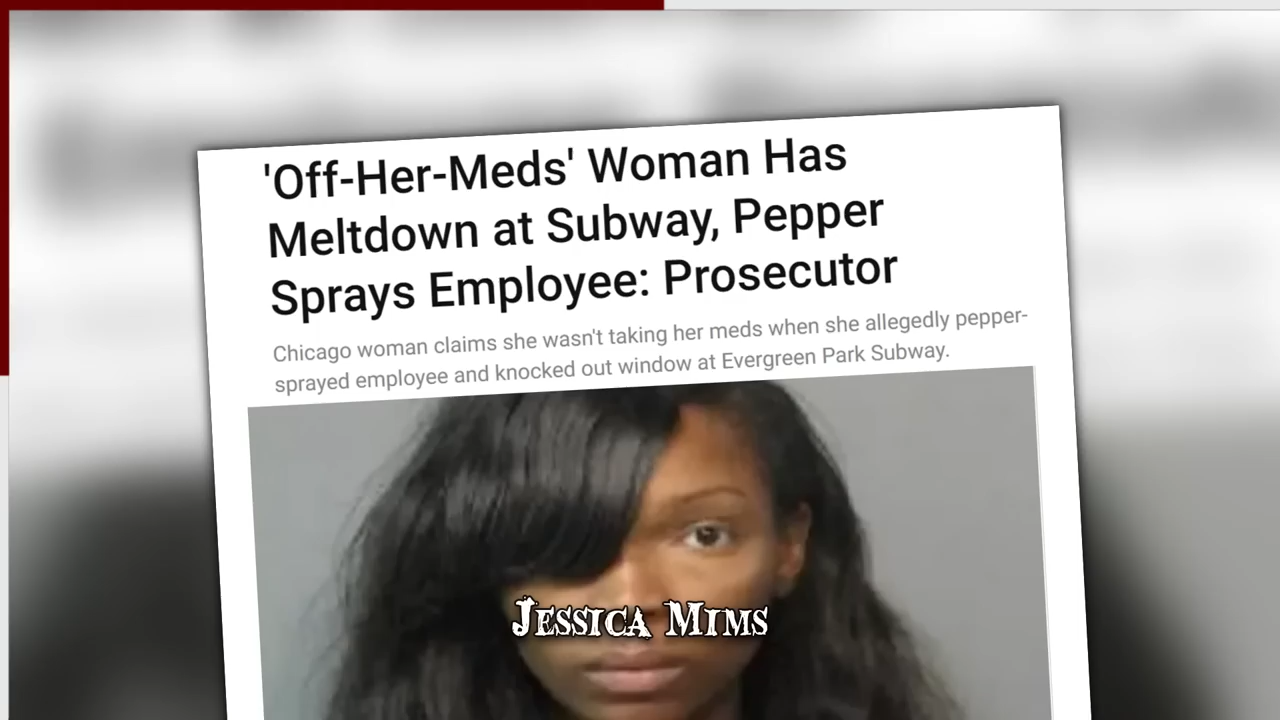 'Off-Her-Meds' Woman Has
Meltdown at Subway, Pepper
Sprays Employee: Prosecutor
Chicago woman claims she wasn't taking her meds when she allegedly pepper-
sprayed employee and knocked out window at Evergreen Park Subway.
Jessica Mims